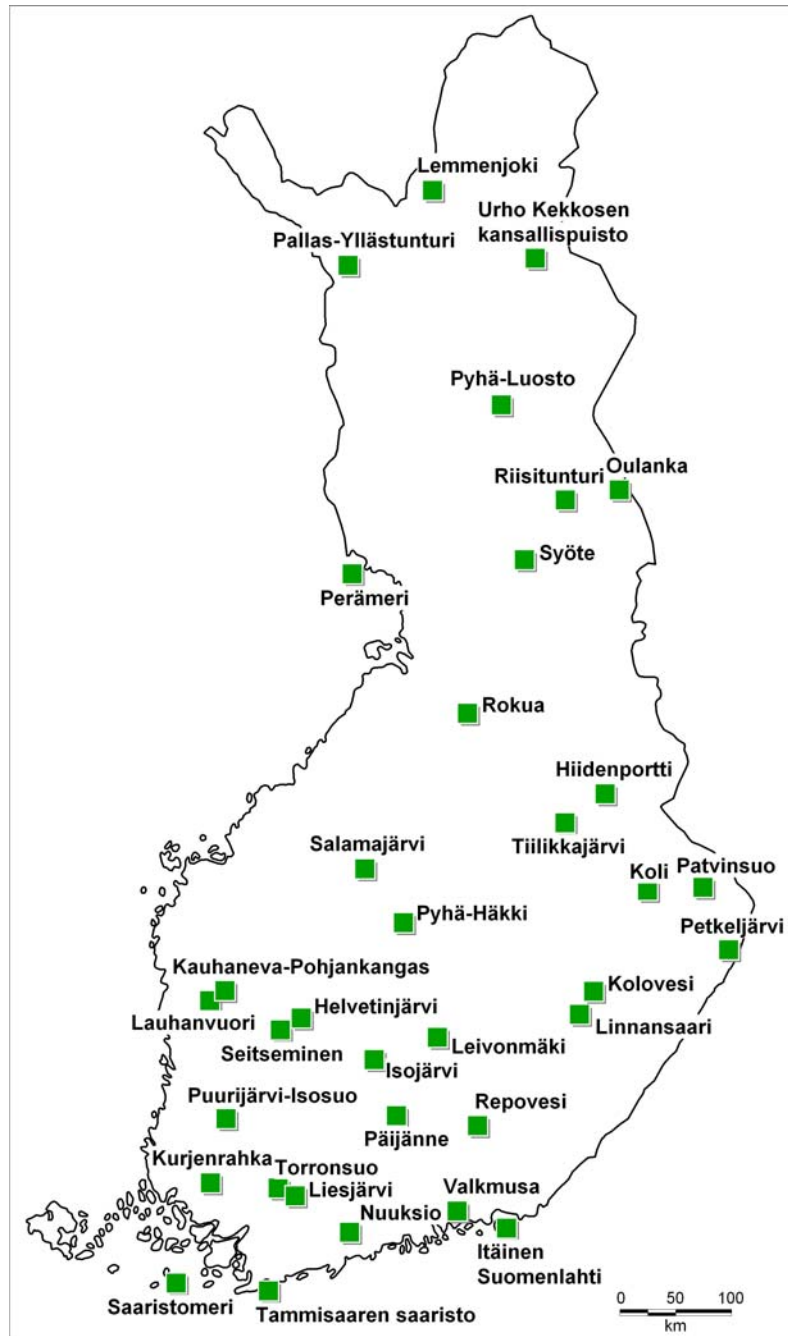 Lemmenjoki
Urho Kekkosen
kansallispuisto
Pallas-Yllästunturi
Pyhä-Luosto
Oulanka
Riisitunturi
Syöte
Perämeri
Rokua
Hiidenportti
Tiilikkajärvi
Salamajärvi
Koli
Patvinsuo
Pyhä-Häkki
Petkeljärvi
Kauhaneva-Pohjankangas
Kolovesi
Lauhanvuori
Helvetinjärvi
Linnansaari
Seitseminen
Leivonmäki
Isojärvi
Puurijärvi-Isosuo
Repovesi
Päijänne
Kurjenrahka
Torronsuo
Liesjärvi
Valkmusa
Nuuksio
Itäinen
Suomenlahti
Saaristomeri
Tammisaaren saaristo
0 50 100
km